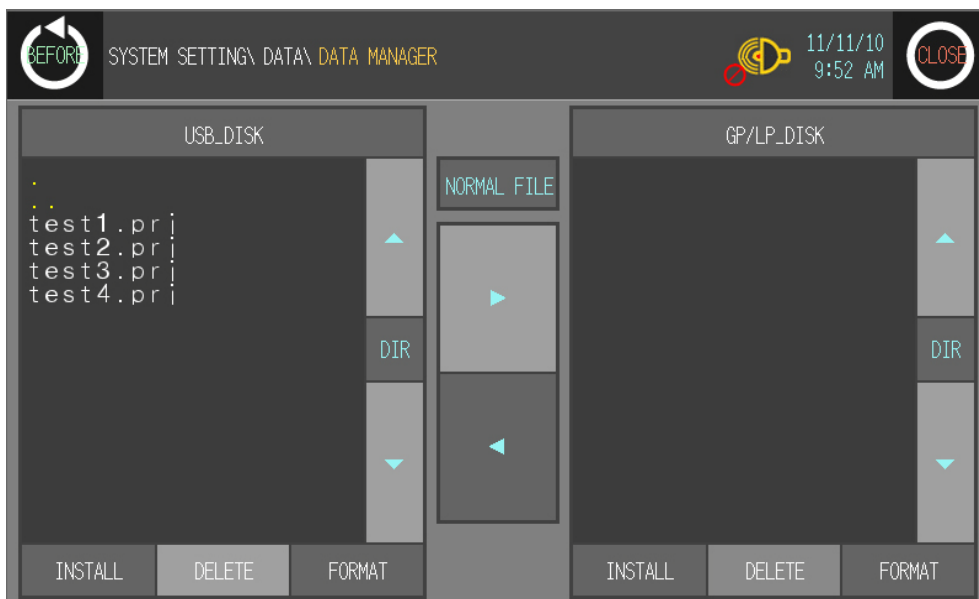 BEFORE
SYSTEM SETTING\ DATA\ DATA MANAGER
11/11/10
9:52 AM
CLOSE
USB_DISK
GP/LP_DISK
.
..
test1.prj
test2.prj
test3.prj
test4.prj
NORMAL FILE
DIR
DIR
INSTALL DELETE FORMAT
INSTALL DELETE FORMAT